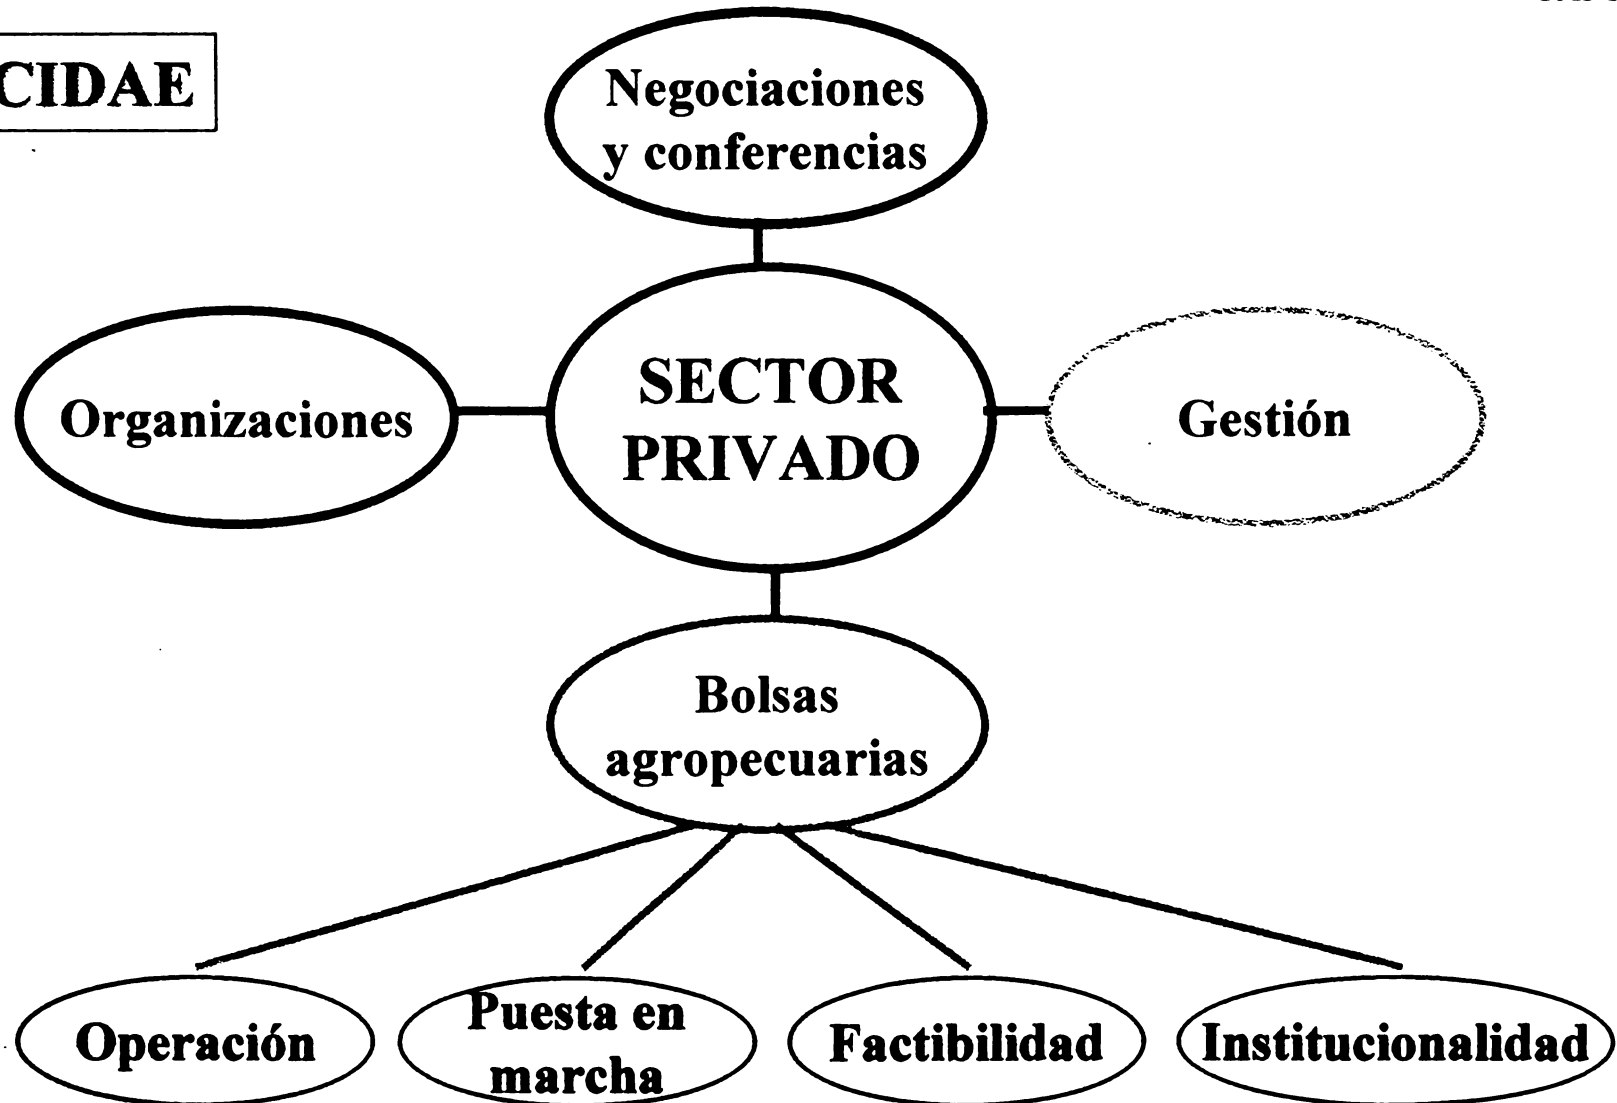 CIDAE
Negociaciones
y conferencias
Organizaciones
SECTOR
PRIVADO
Gestión
Bolsas
agropecuarias
Operación
Puesta en
marcha
Factibilidad
Institucionalidad